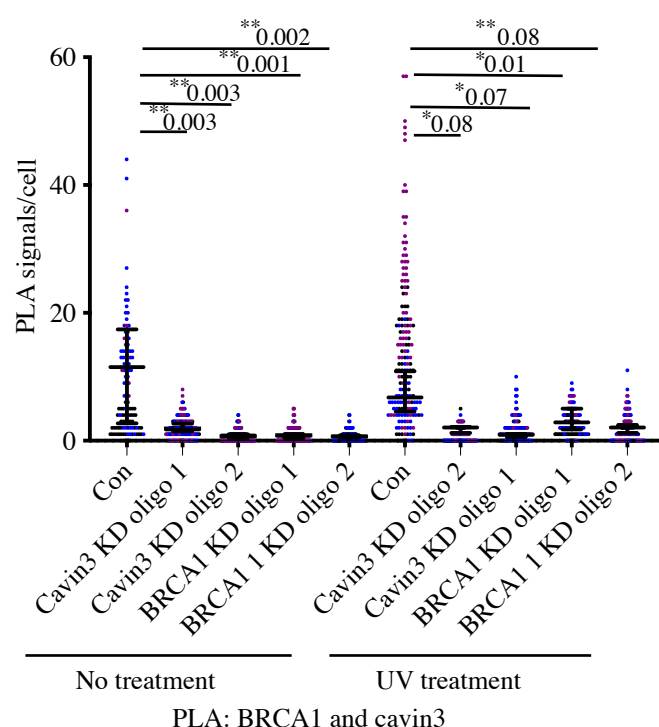 **0.002
**0.08
**0.001
*0.01
**0.003
*0.07
**0.003
*0.08
60
40
20
0
PLA signals/cell
Con
Cavin3 KD oligo 1
Cavin3 KD oligo 2
BRCA1 KD oligo 1
BRCA1 1 KD oligo 2
Con
Cavin3 KD oligo 2
Cavin3 KD oligo 1
BRCA1 KD oligo 1
BRCA1 1 KD oligo 2
No treatment
UV treatment
PLA: BRCA1 and cavin3